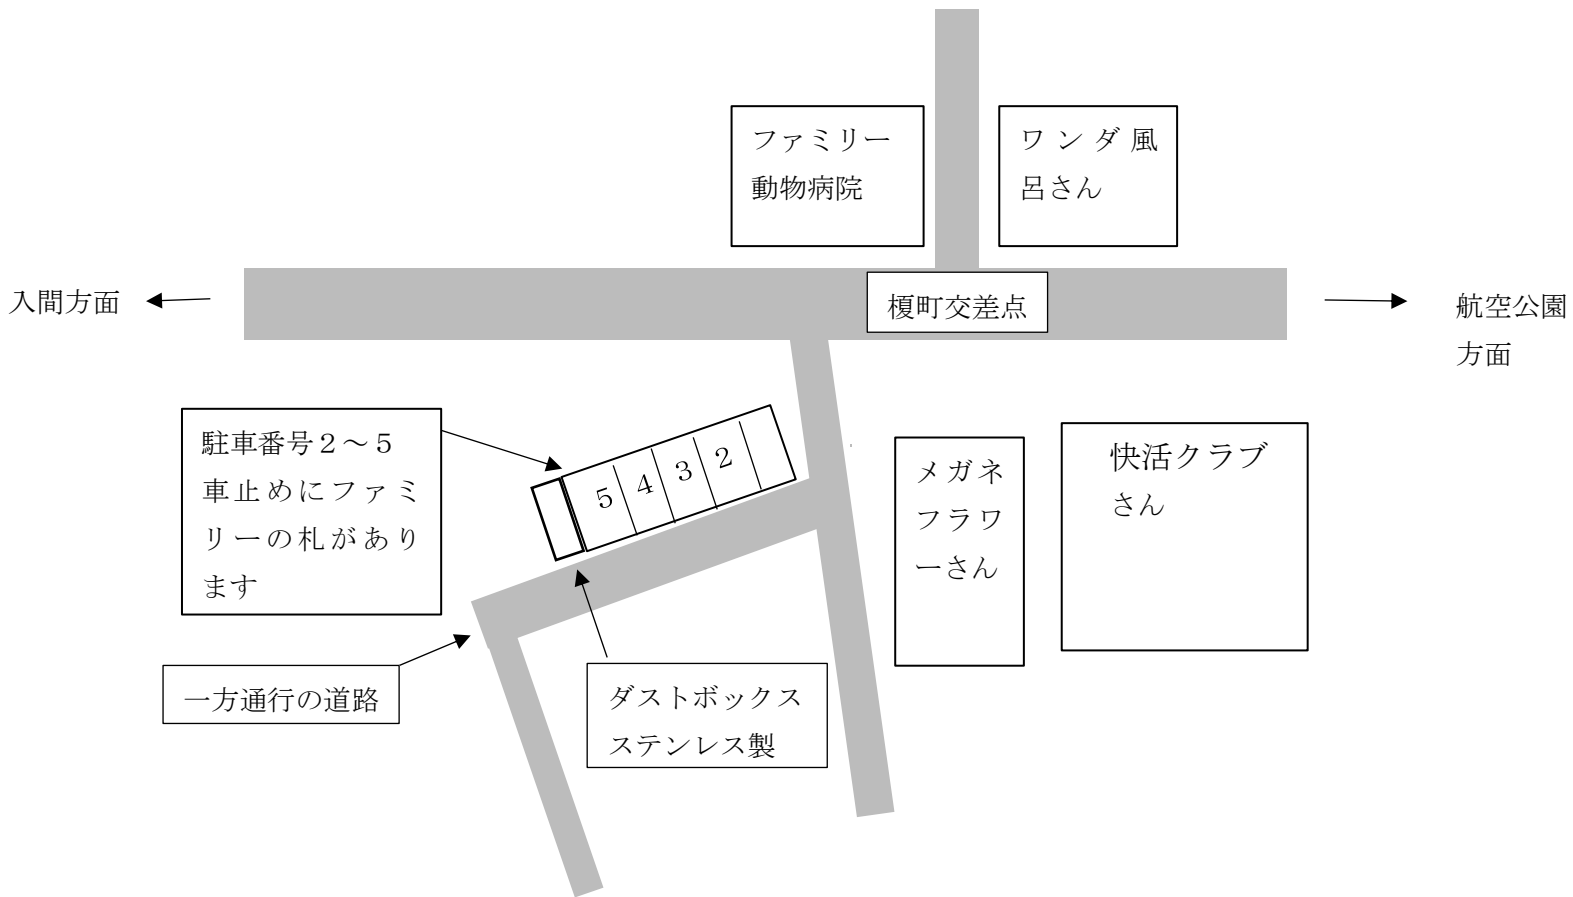 ファミリー
動物病院
ワンダ風
呂さん
入間方面
榎町交差点
航空公園
方面
駐車番号２～５
車止めにファミ
リーの札があり
ます
5
4
3
2
メガネ
フラワ
ーさん
快活クラブ
さん
一方通行の道路
ダストボックス
ステンレス製